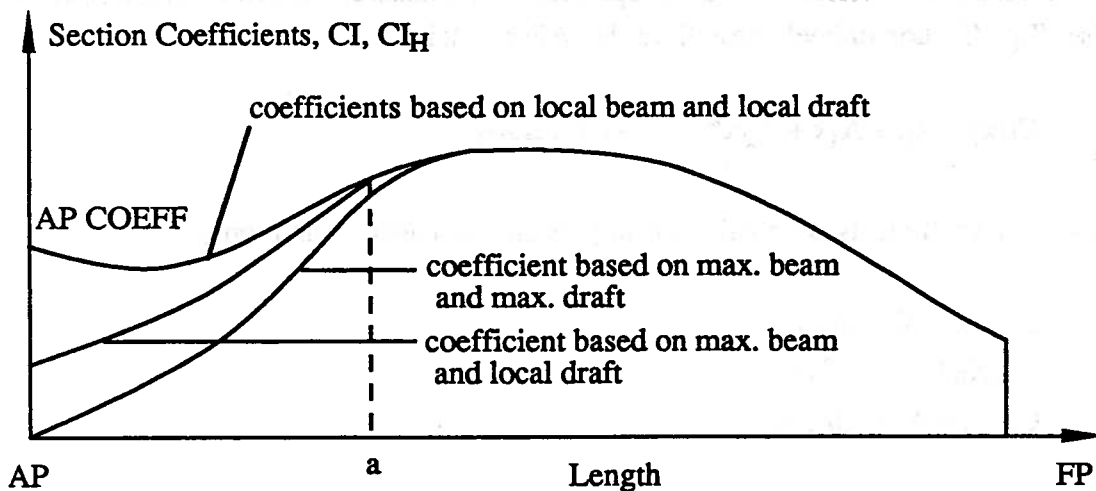 Section Coefficients, CI, CIH
coefficients based on local beam and local draft
AP COEFF
coefficient based on max. beam
and max. draft
coefficient based on max. beam
and local draft
AP
a
Length
FP